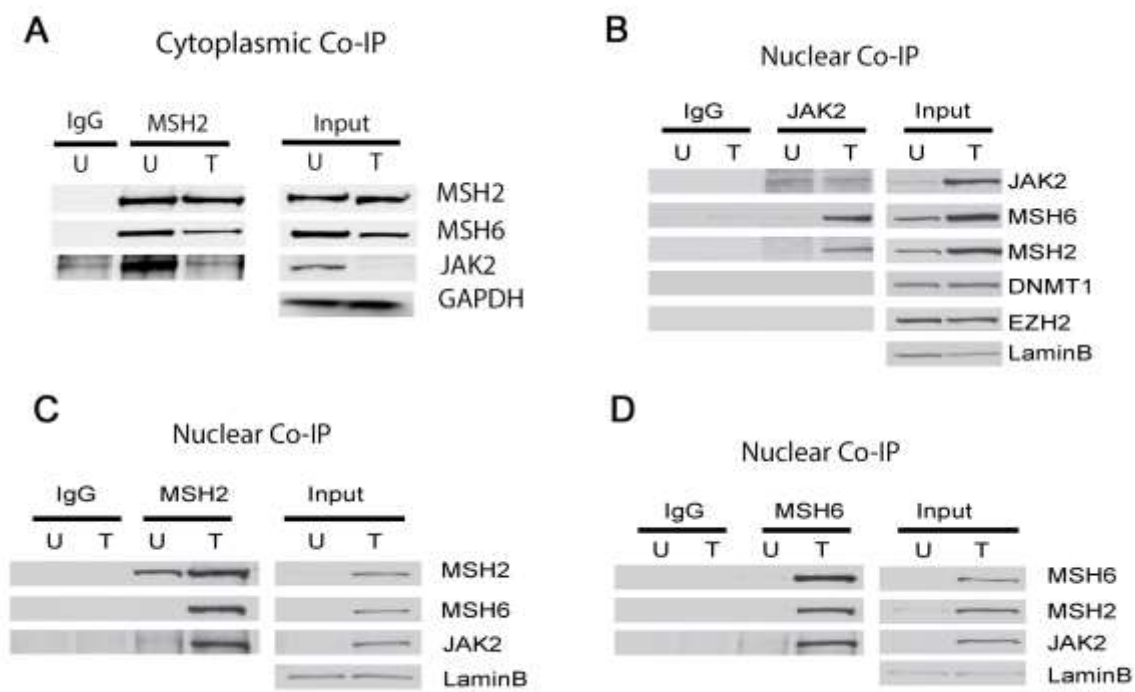 A
Cytoplasmic Co-IP
IgG MSH2 Input
U U T U T
MSH2
MSH6
JAK2
GAPDH
B
Nuclear Co-IP
IgG JAK2 Input
U T U T U T
JAK2
MSH6
MSH2
DNMT1
EZH2
LaminB
C
Nuclear Co-IP
IgG MSH2 Input
U T U T U T
MSH2
MSH6
JAK2
LaminB
D
Nuclear Co-IP
IgG MSH6 Input
U T U T U T
MSH6
MSH2
JAK2
LaminB